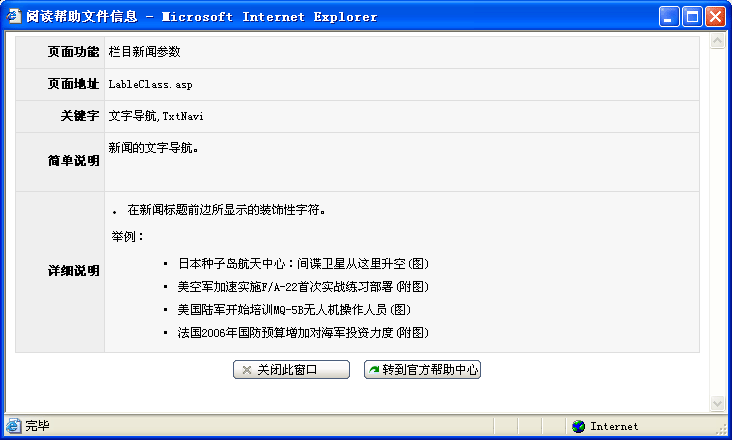 阅读帮助文件信息 - Microsoft Internet Explorer
页面功能 栏目新闻参数
页面地址 LableClass.asp
关键字 文字导航,TxtNavi
简单说明 新闻的文字导航。
详细说明
. 在新闻标题前边所显示的装饰性字符。
举例：
• 日本种子岛航天中心：间谍卫星从这里升空(图)
• 美空军加速实施F/A-22首次实战练习部署(附图)
• 美国陆军开始培训MQ-5B无人机操作人员(图)
• 法国2006年国防预算增加对海军投资力度(附图)
关闭此窗口 转到官方帮助中心
完毕 Internet